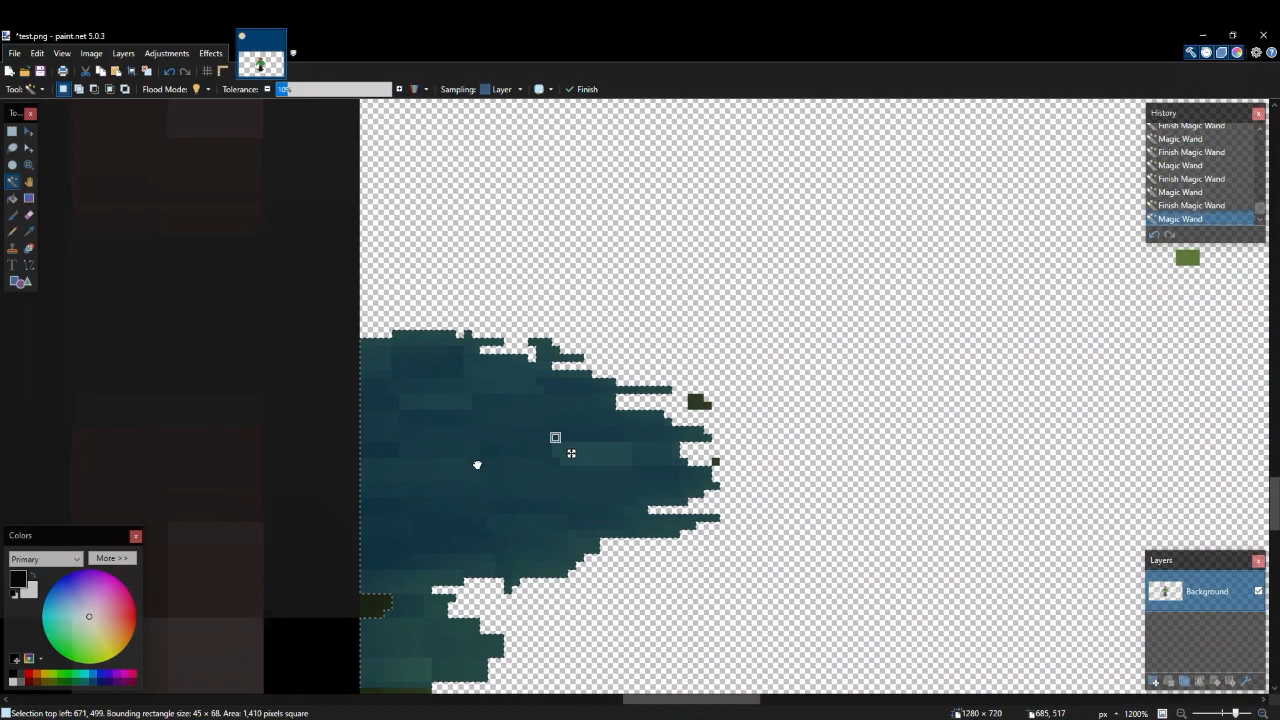 *test.png - paint.net 5.0.3
File Edit View Image Layers Adjustments Effects
Tool: Flood Mode: Tolerance: 10% Sampling: Layer Finish
To...
History
Finish Magic Wand
Magic Wand
Finish Magic Wand
Magic Wand
Finish Magic Wand
Magic Wand
Finish Magic Wand
Magic Wand
Colors
Primary More >>
Layers
Background
Selection top left: 671, 499. Bounding rectangle size: 45 × 68. Area: 1,410 pixels square 1280 × 720 685, 517 px 1200%